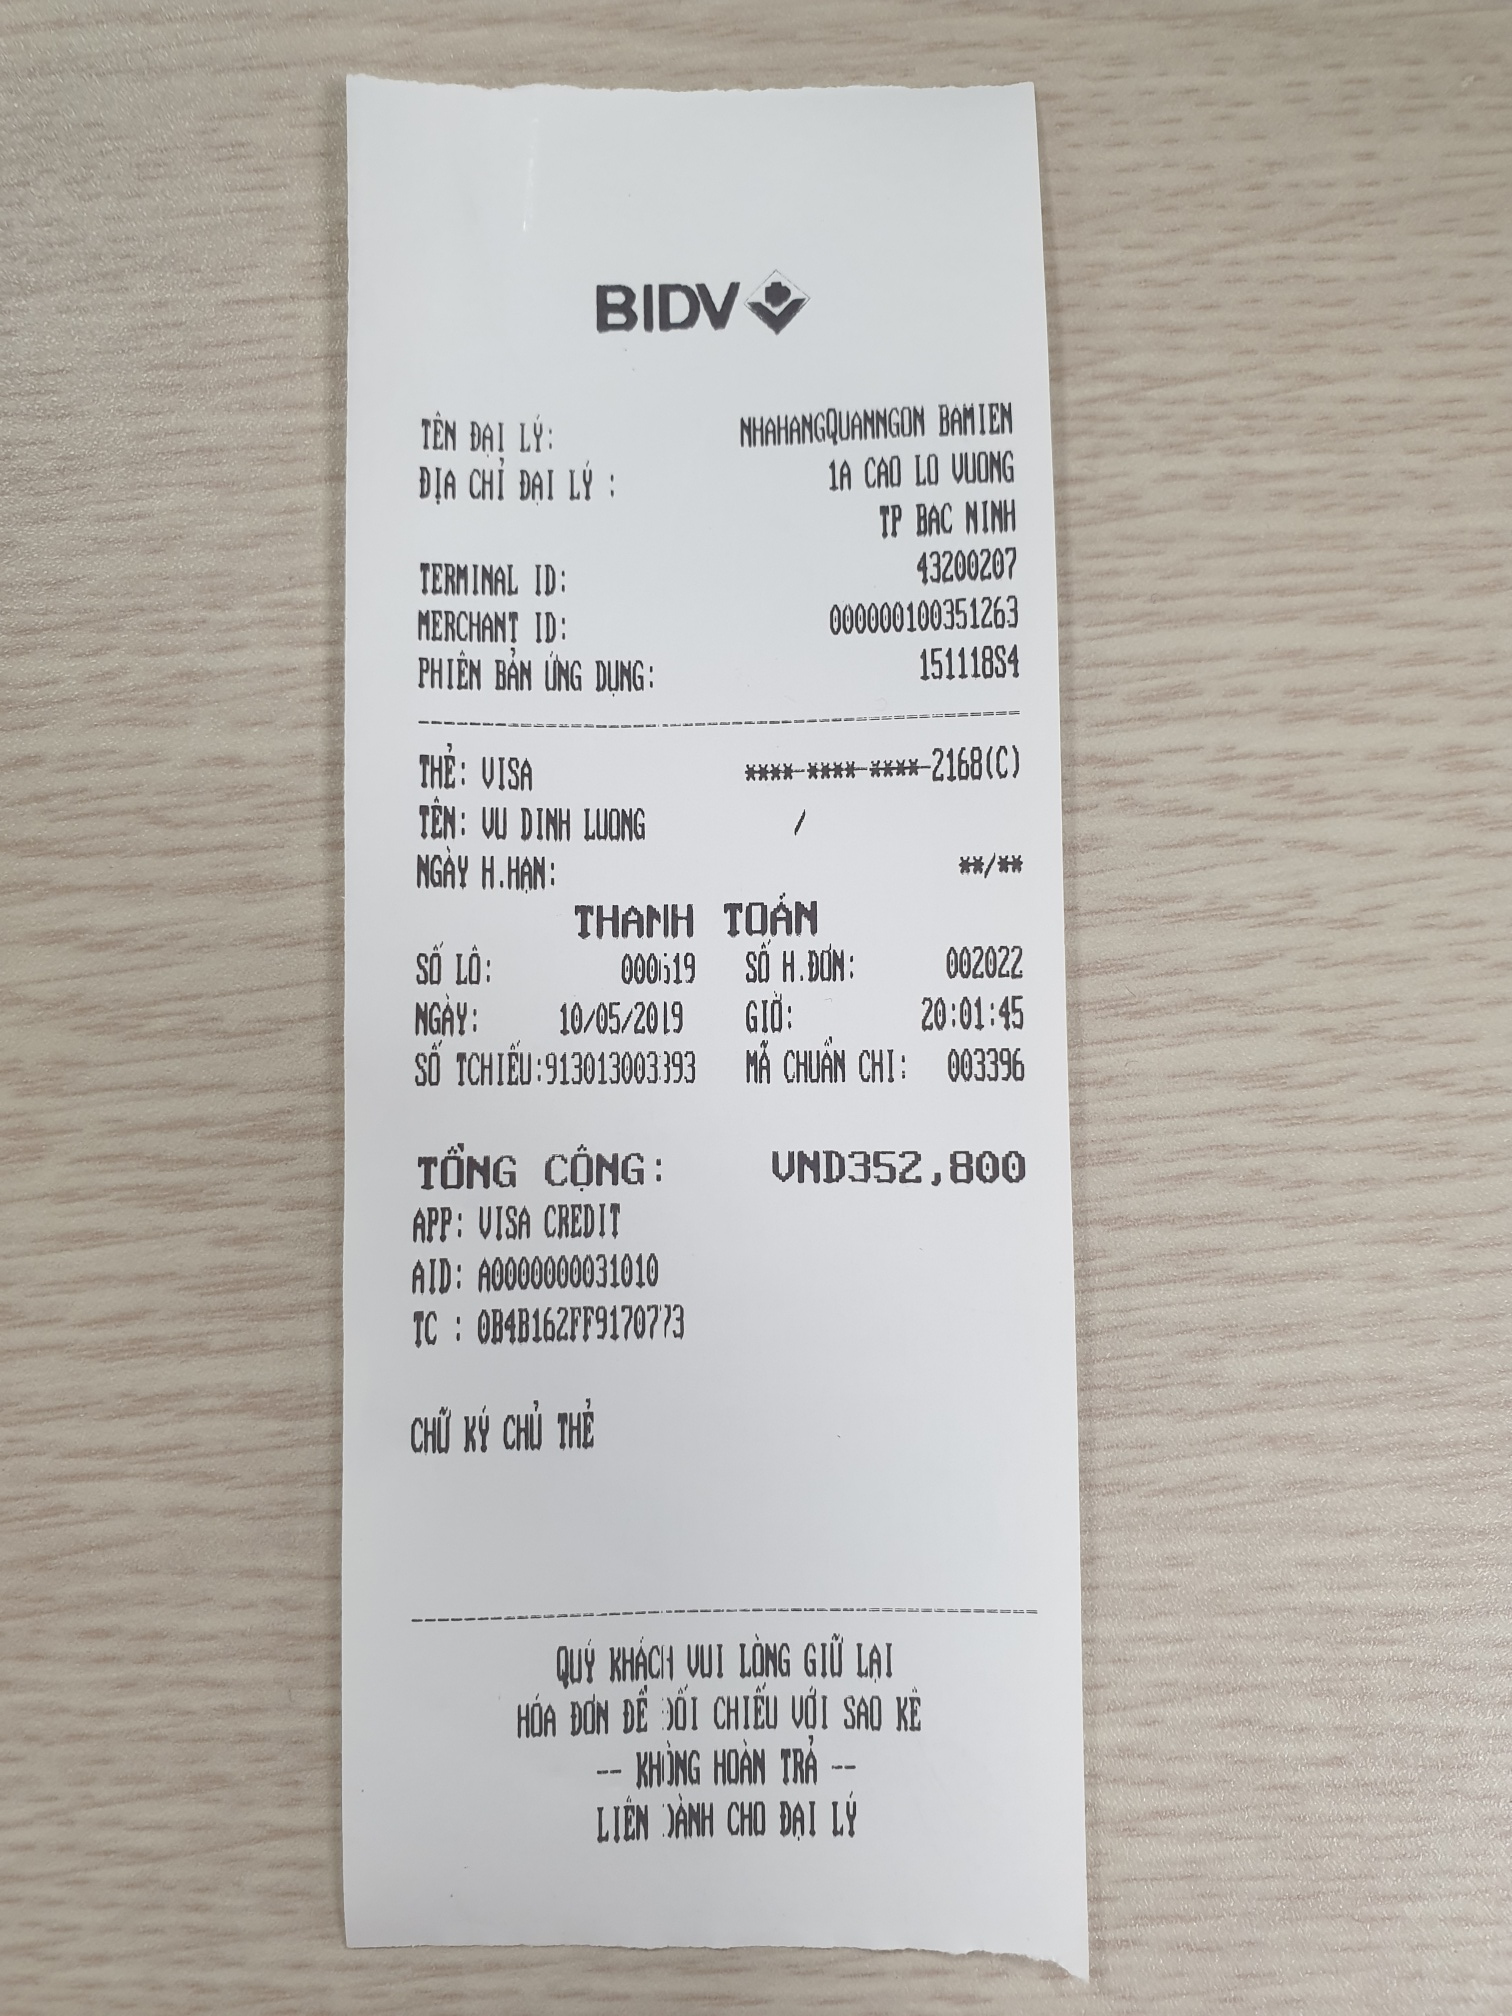 BIDV
TÊN ĐẠI LÝ: NHAHANGQUANNGON BAMIEN
ĐỊA CHỈ ĐẠI LÝ : 1A CAO LO VUONG
TP BAC NINH
TERMINAL ID: 43200207
MERCHANT ID: 000000100351263
PHIÊN BẢN ỨNG DỤNG: 151118S4
THẺ: VISA ****-****-****-2168(C)
TÊN: VU DINH LUONG /
NGÀY H.HẠN: **/**
THANH TOÁN
SỐ LÔ: 000619 SỐ H.ĐƠN: 002022
NGÀY: 10/05/2019 GIỜ: 20:01:45
SỐ TCHIẾU:913013003393 MÃ CHUẨN CHI: 003396
TỔNG CỘNG: VND352,800
APP: VISA CREDIT
AID: A0000000031010
TC : 0B4B162FF9170773
CHỮ KÝ CHỦ THẺ
QUÝ KHÁCH VUI LÒNG GIỮ LẠI
HÓA ĐƠN ĐỂ ĐỐI CHIẾU VỚI SAO KÊ
-- KHÔNG HOÀN TRẢ --
LIÊN DÀNH CHO ĐẠI LÝ